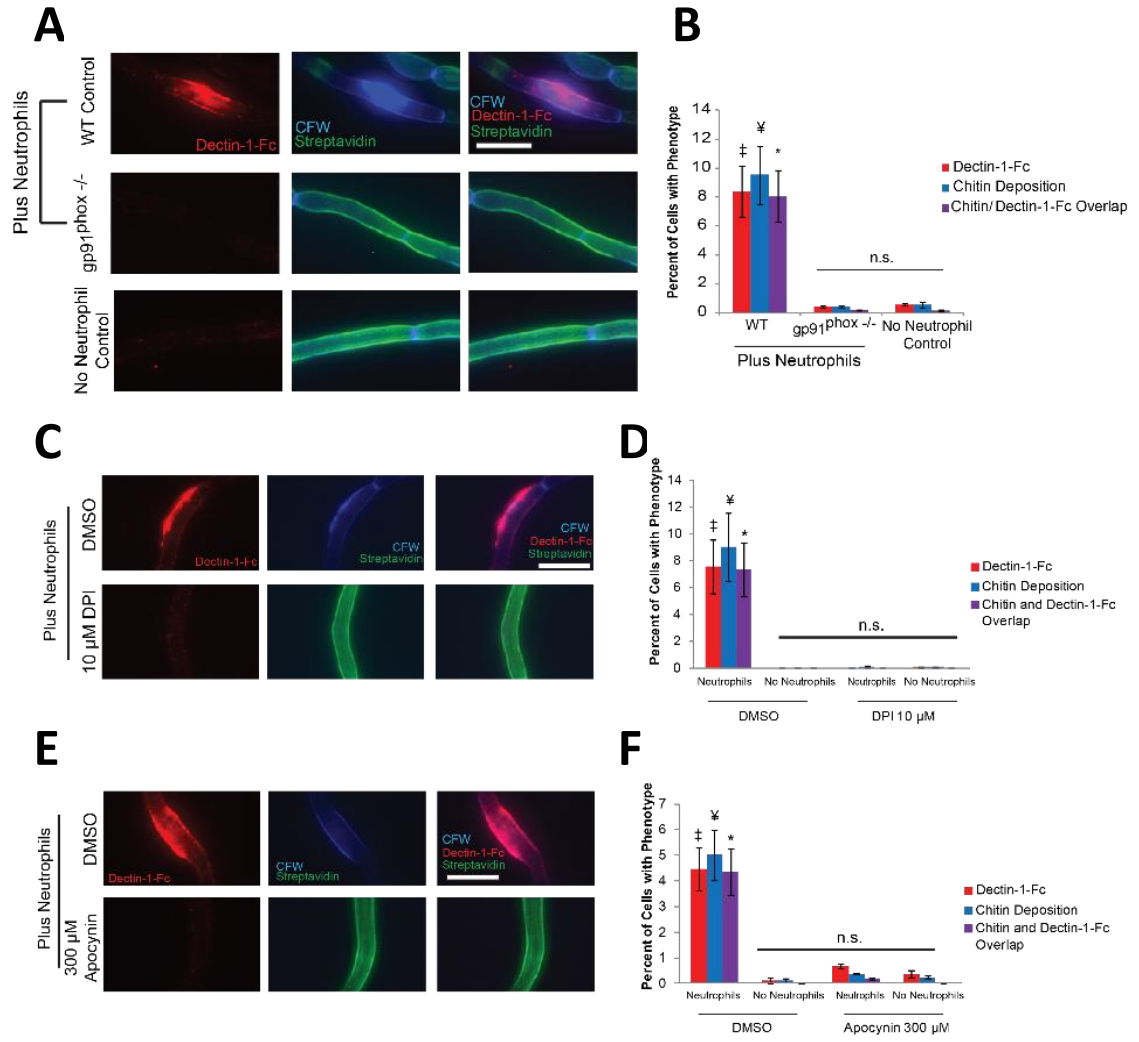 A
Plus Neutrophils
WT Control
Dectin-1-Fc
CFW
Streptavidin
CFW
Dectin-1-Fc
Streptavidin
gp91phox -/-
No Neutrophil
Control
B
Percent of Cells with Phenotype
14
12
10
8
6
4
2
0
‡
¥
*
n.s.
WT
gp91phox -/-
No Neutrophil
Control
Plus Neutrophils
Dectin-1-Fc
Chitin Deposition
Chitin/ Dectin-1-Fc Overlap
C
Plus Neutrophils
DMSO
Dectin-1-Fc
CFW
Streptavidin
CFW
Dectin-1-Fc
Streptavidin
10 µM DPI
D
Percent of Cells with Phenotype
14
12
10
8
6
4
2
0
‡
¥
*
n.s.
Neutrophils
No Neutrophils
Neutrophils
No Neutrophils
DMSO
DPI 10 µM
Dectin-1-Fc
Chitin Deposition
Chitin and Dectin-1-Fc
Overlap
E
Plus Neutrophils
DMSO
Dectin-1-Fc
CFW
Streptavidin
CFW
Dectin-1-Fc
Streptavidin
300 µM
Apocynin
F
Percent of Cells with Phenotype
7
6
5
4
3
2
1
0
‡
¥
*
n.s.
Neutrophils
No Neutrophils
Neutrophils
No Neutrophils
DMSO
Apocynin 300 µM
Dectin-1-Fc
Chitin Deposition
Chitin and Dectin-1-Fc
Overlap